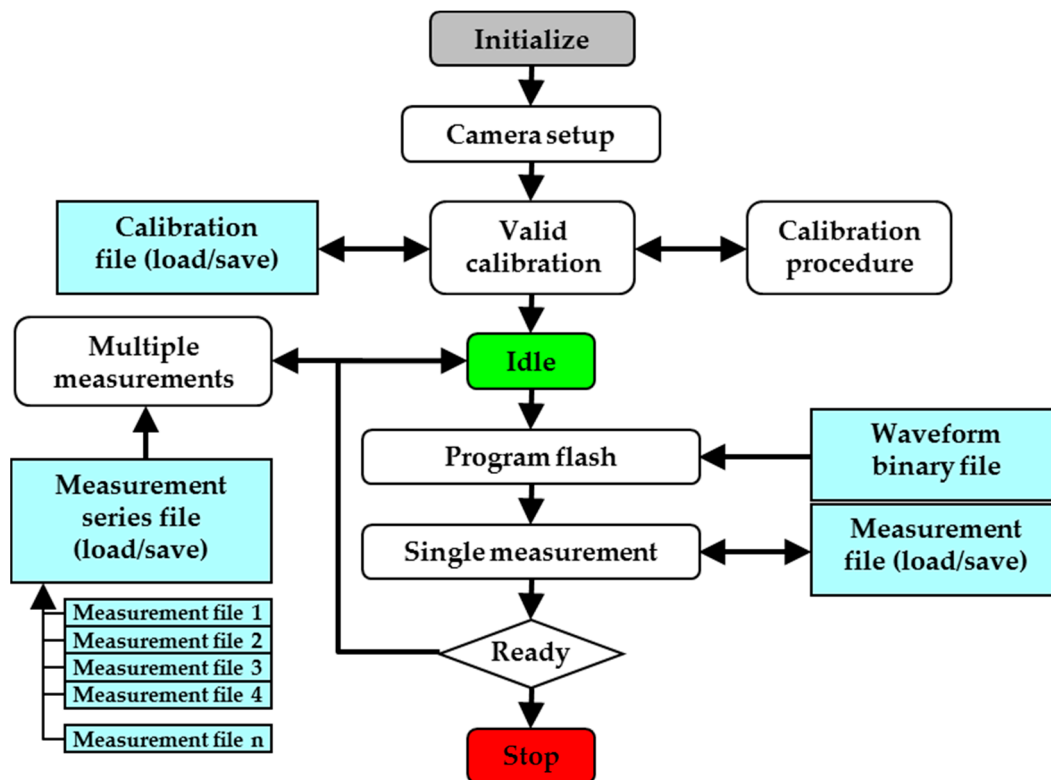 Initialize
Camera setup
Calibration
file (load/save)
Valid
calibration
Calibration
procedure
Multiple
measurements
Idle
Program flash
Waveform
binary file
Measurement
series file
(load/save)
Single measurement
Measurement
file (load/save)
Measurement file 1
Measurement file 2
Measurement file 3
Measurement file 4
Measurement file n
Ready
Stop